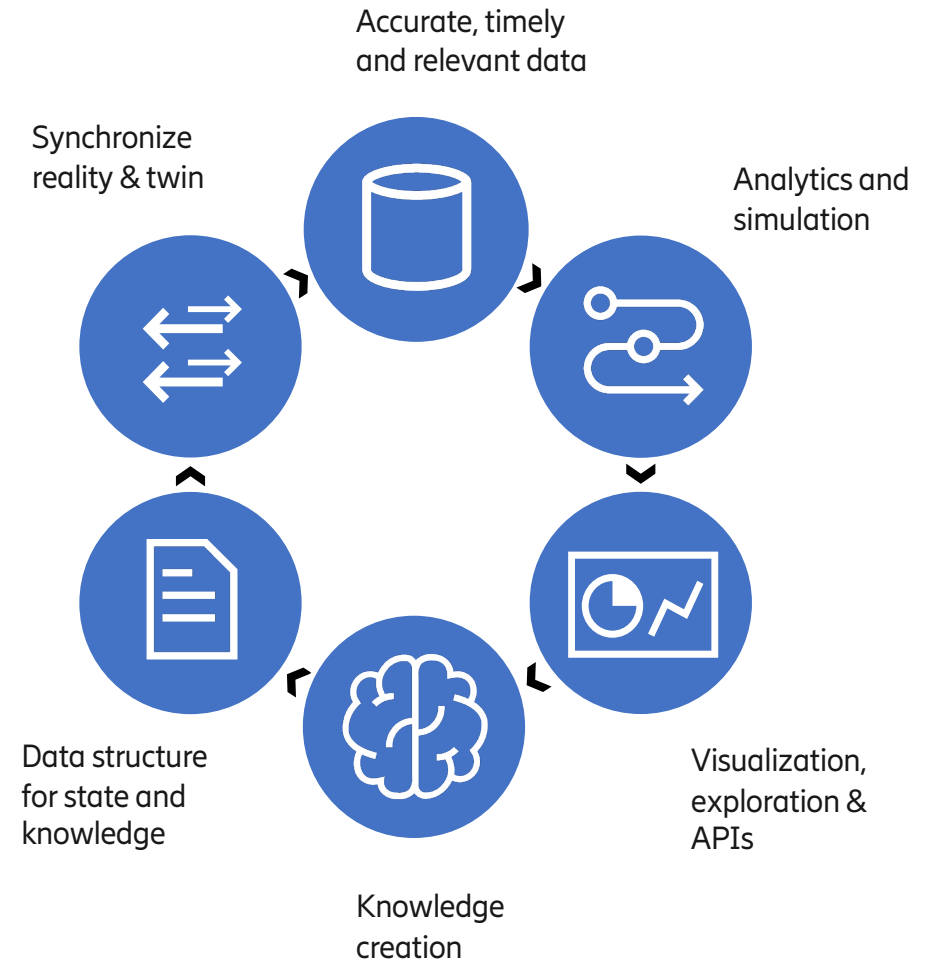 Accurate, timely
and relevant data
Analytics and
simulation
Visualization,
exploration &
APIs
Knowledge
creation
Data structure
for state and
knowledge
Synchronize
reality & twin